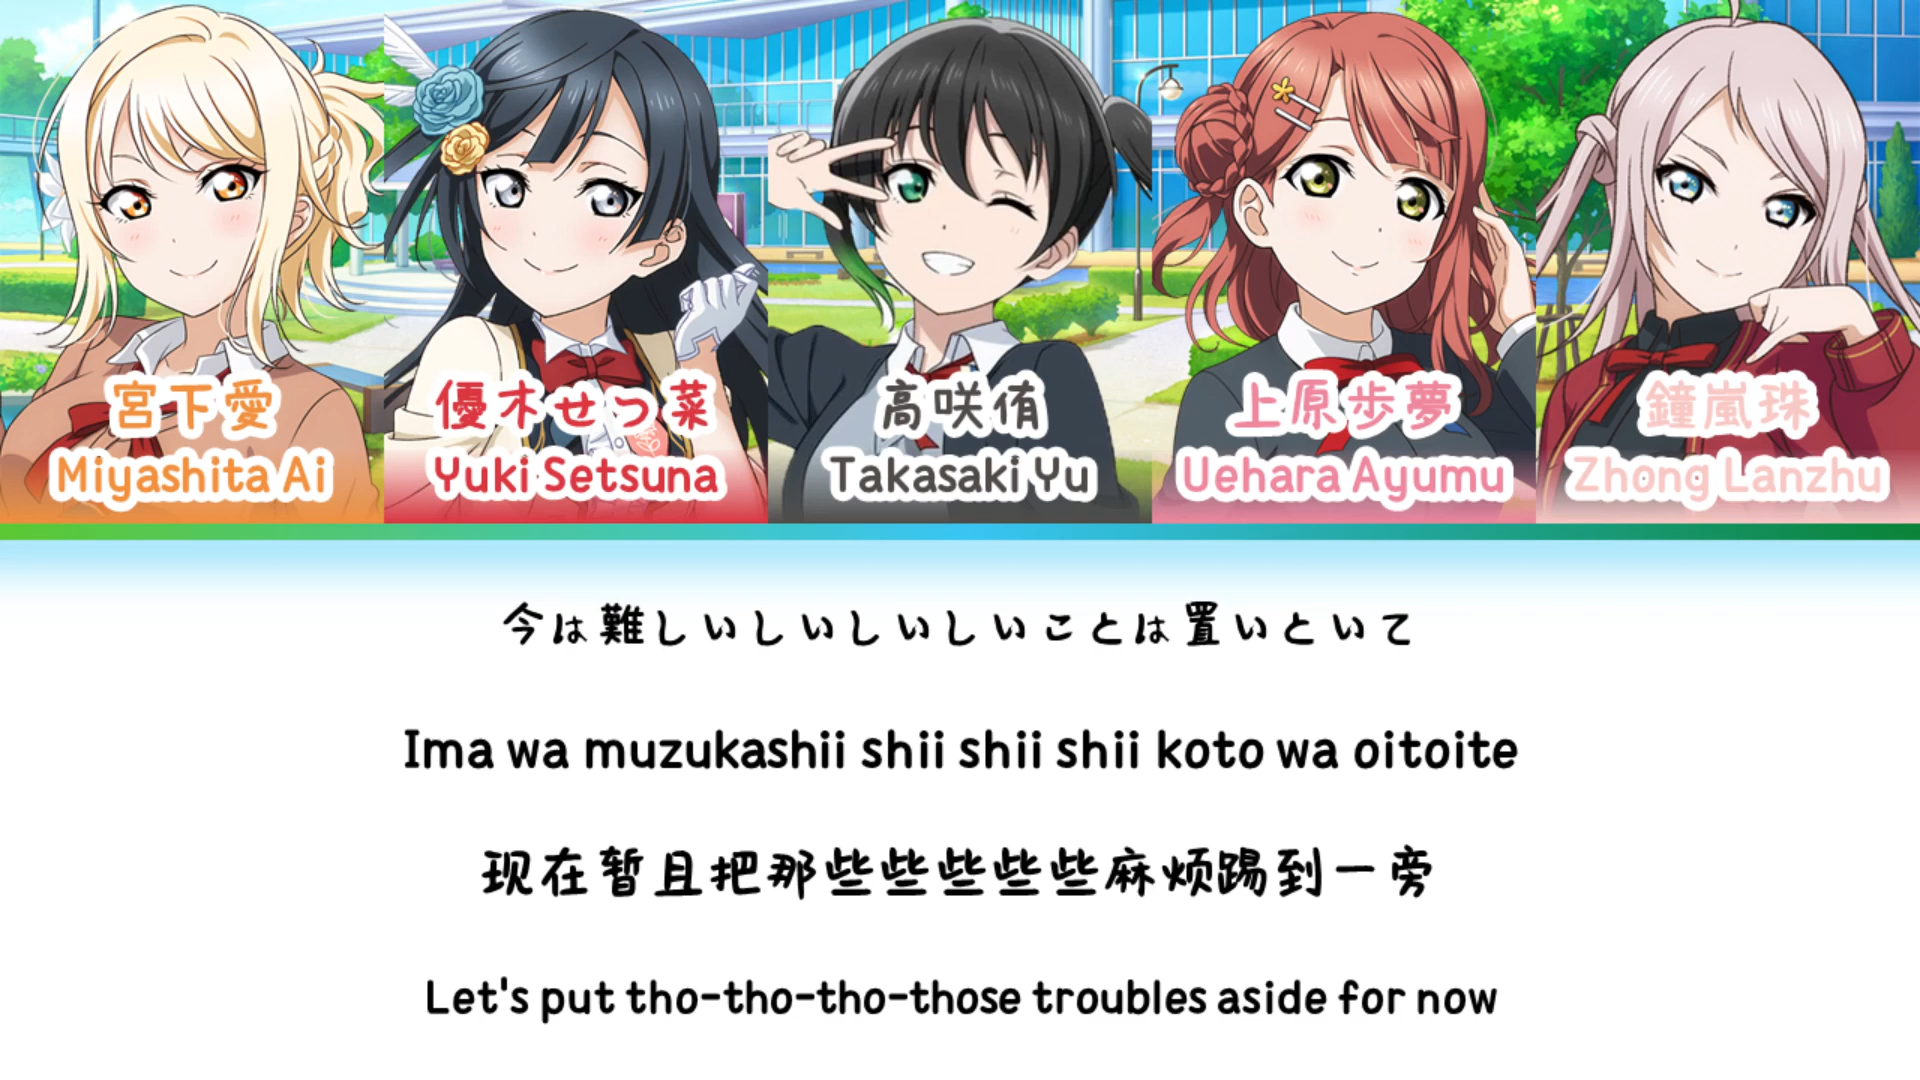 宮下愛
Miyashita Ai
優木せつ菜
Yuki Setsuna
高咲侑
Takasaki Yu
上原歩夢
Uehara Ayumu
鐘嵐珠
Zhong Lanzhu
今は難しいしいしいしいことは置いといて
Ima wa muzukashii shii shii shii koto wa oitoite
现在暂且把那些些些些些麻烦踢到一旁
Let's put tho-tho-tho-those troubles aside for now